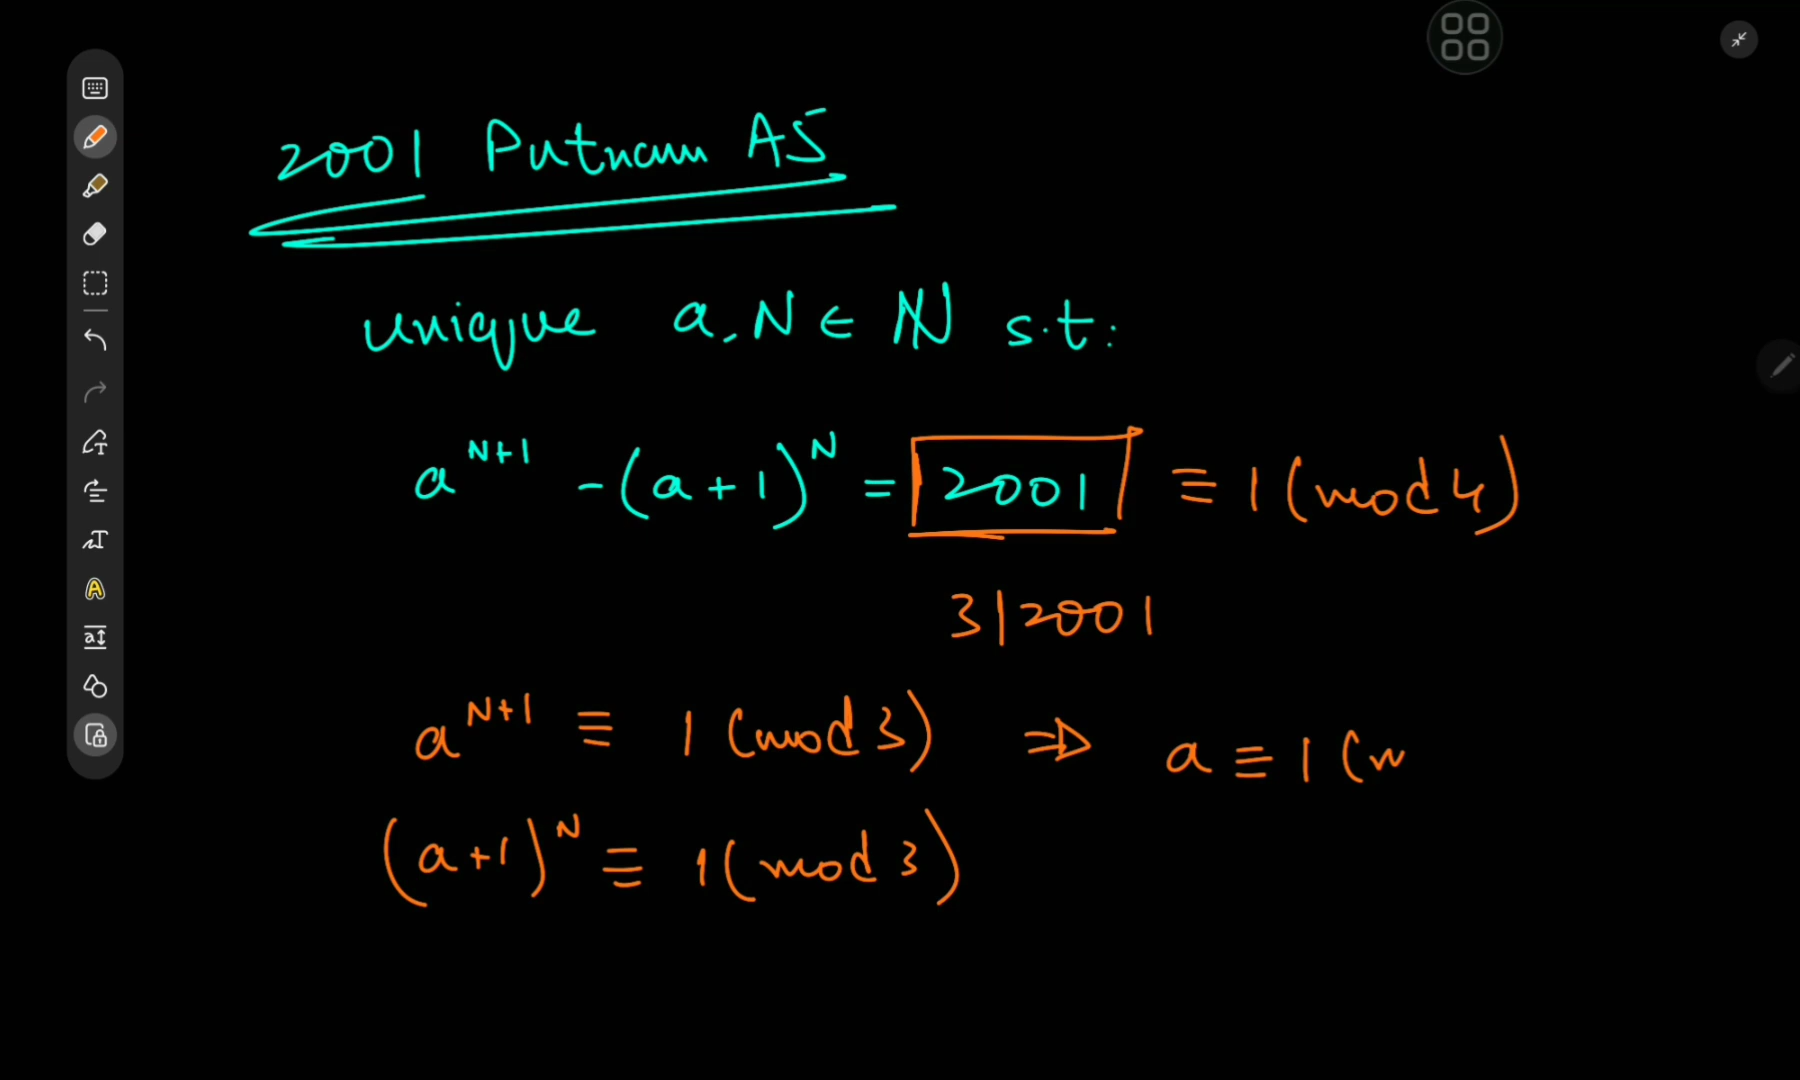 2001 Putnam A5
unique a, N ∈ ℕ s.t.
a^{N+1} - (a+1)^N = 2001 ≡ 1 (mod 4)
3 | 2001
a^{N+1} ≡ 1 (mod 3) ⇒ a ≡ 1 (m
(a+1)^N ≡ 1 (mod 3)